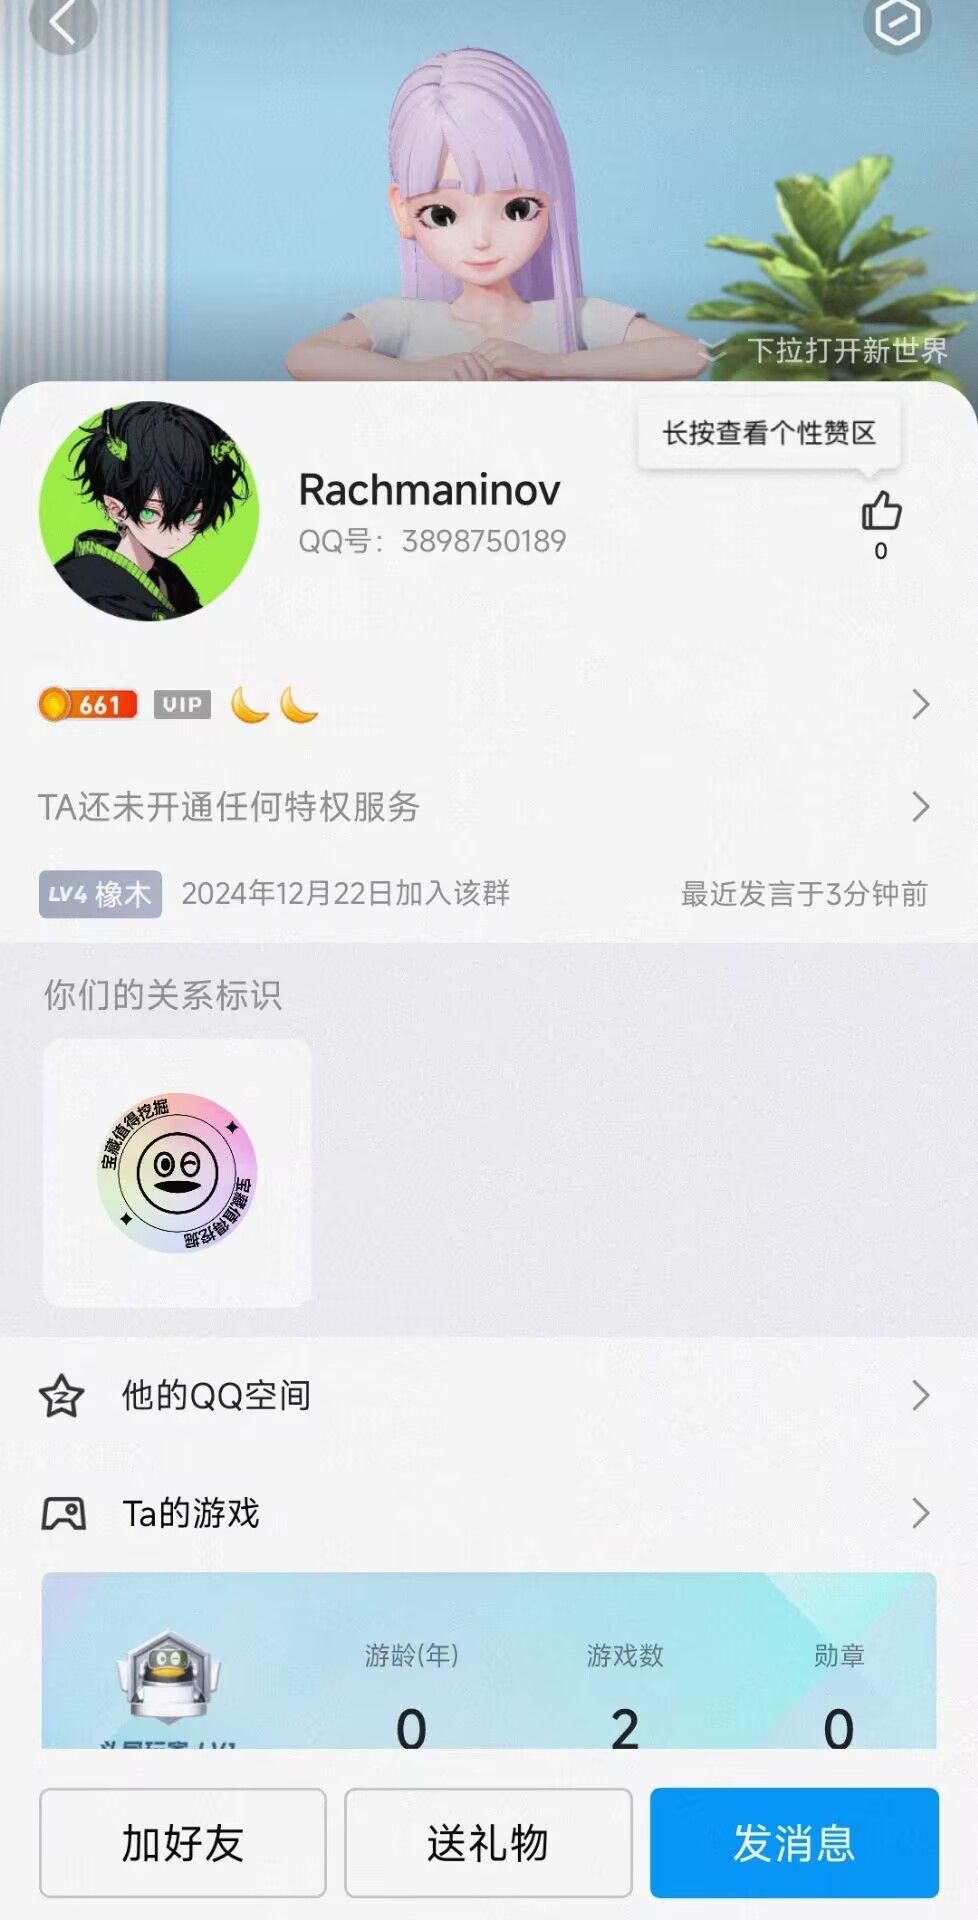 下拉打开新世界
长按查看个性赞区
Rachmaninov
QQ号：3898750189
0
661 VIP
TA还未开通任何特权服务
LV4 橡木 2024年12月22日加入该群 最近发言于3分钟前
你们的关系标识
宝藏值得挖掘
宝藏值得挖掘
他的QQ空间
Ta的游戏
游龄(年) 游戏数 勋章
0 2 0
加好友 送礼物 发消息